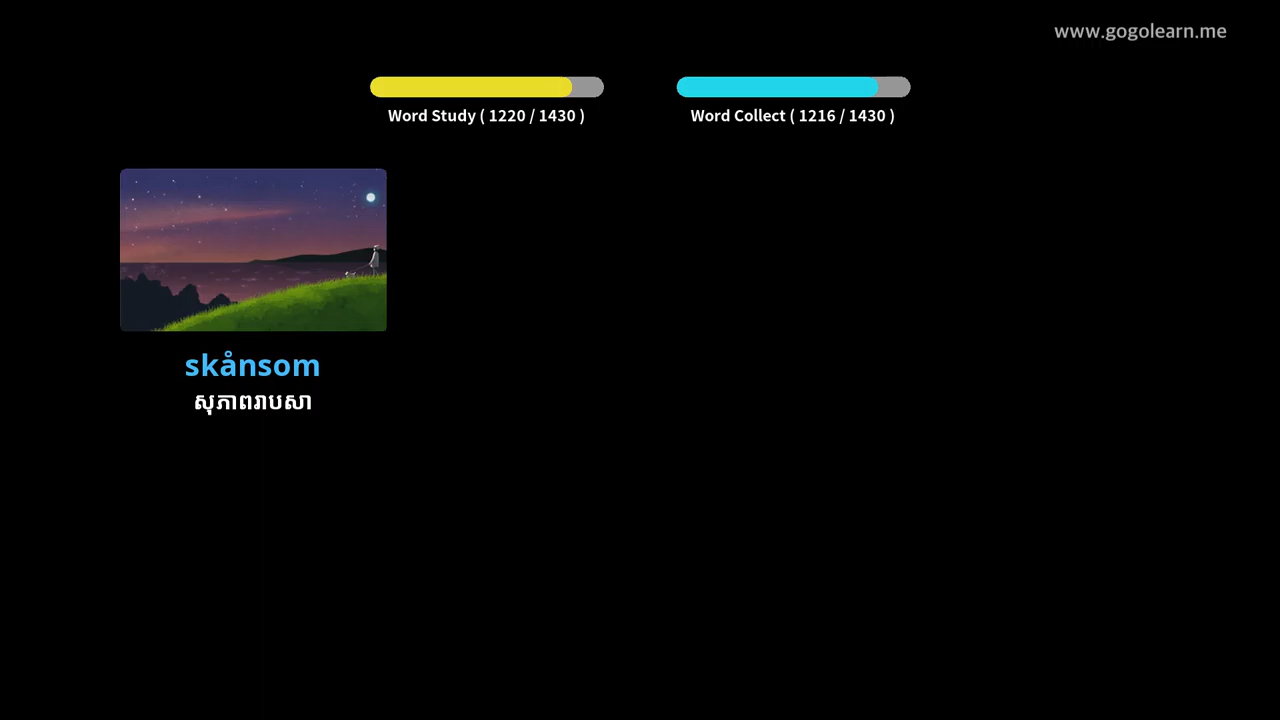 www.gogolearn.me
Word Study ( 1220 / 1430 )
Word Collect ( 1216 / 1430 )
skånsom
សុភាពរាបសា